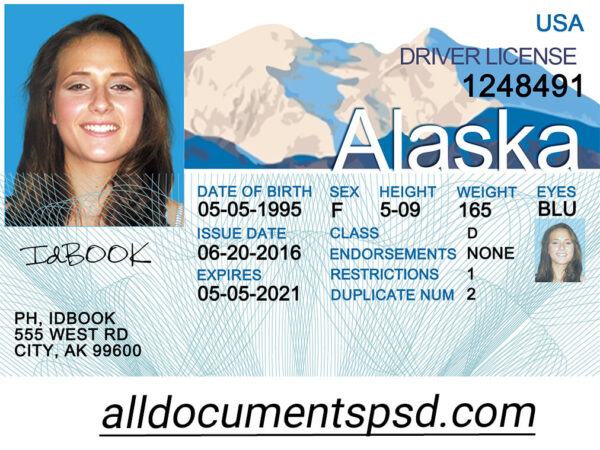 USA
DRIVER LICENSE
1248491
Alaska
DATE OF BIRTH SEX HEIGHT WEIGHT EYES
05-05-1995 F 5-09 165 BLU
ISSUE DATE CLASS D
06-20-2016 ENDORSEMENTS NONE
EXPIRES RESTRICTIONS 1
05-05-2021 DUPLICATE NUM 2
IdBOOK
PH, IDBOOK
555 WEST RD
CITY, AK 99600
alldocumentspsd.com